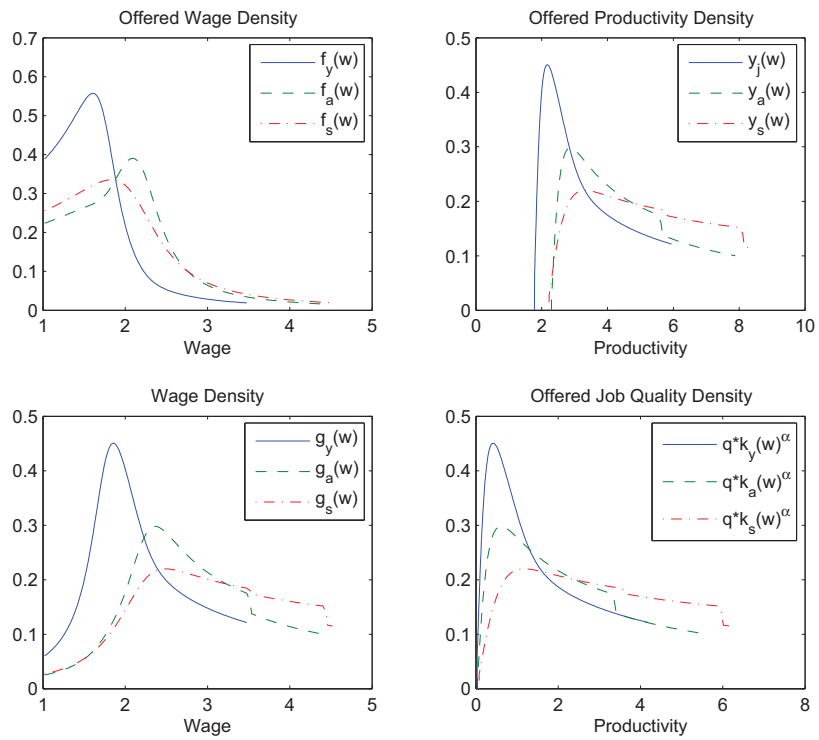 Offered Wage Density
0.7
0.6
0.5
0.4
0.3
0.2
0.1
0
1
2
3
4
5
Wage
f_y(w)
f_a(w)
f_s(w)
Offered Productivity Density
0.5
0.4
0.3
0.2
0.1
0
0
2
4
6
8
10
Productivity
y_j(w)
y_a(w)
y_s(w)
Wage Density
0.5
0.4
0.3
0.2
0.1
0
1
2
3
4
5
Wage
g_y(w)
g_a(w)
g_s(w)
Offered Job Quality Density
0.5
0.4
0.3
0.2
0.1
0
0
2
4
6
8
Productivity
q*k_y(w)^α
q*k_a(w)^α
q*k_s(w)^α